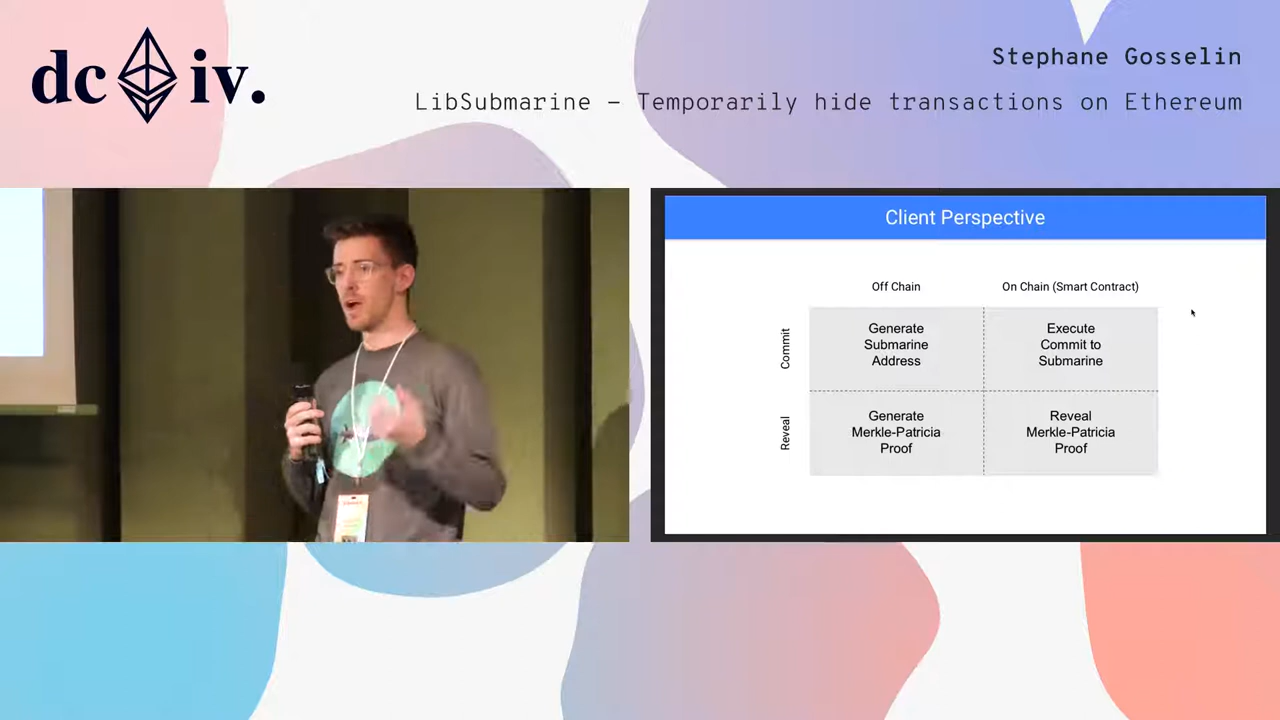 dc iv.
Stephane Gosselin
LibSubmarine – Temporarily hide transactions on Ethereum
Client Perspective
Off Chain
On Chain (Smart Contract)
Commit
Generate
Submarine
Address
Execute
Commit to
Submarine
Reveal
Generate
Merkle-Patricia
Proof
Reveal
Merkle-Patricia
Proof